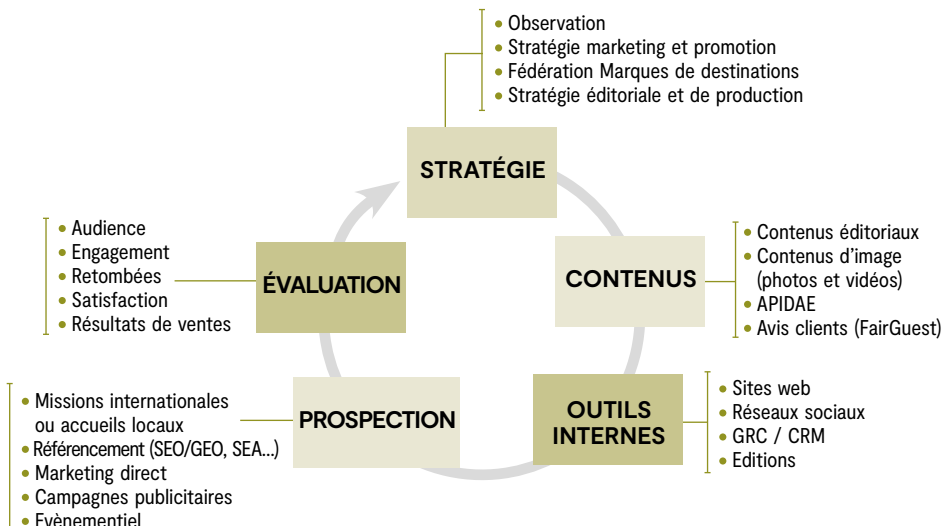 • Observation
• Stratégie marketing et promotion
• Fédération Marques de destinations
• Stratégie éditoriale et de production
STRATÉGIE
• Contenus éditoriaux
• Contenus d'image
(photos et vidéos)
• APIDAE
• Avis clients (FairGuest)
CONTENUS
• Sites web
• Réseaux sociaux
• GRC / CRM
• Editions
OUTILS
INTERNES
PROSPECTION
• Missions internationales
ou accueils locaux
• Référencement (SEO/GEO, SEA...)
• Marketing direct
• Campagnes publicitaires
• Evènementiel
ÉVALUATION
• Audience
• Engagement
• Retombées
• Satisfaction
• Résultats de ventes